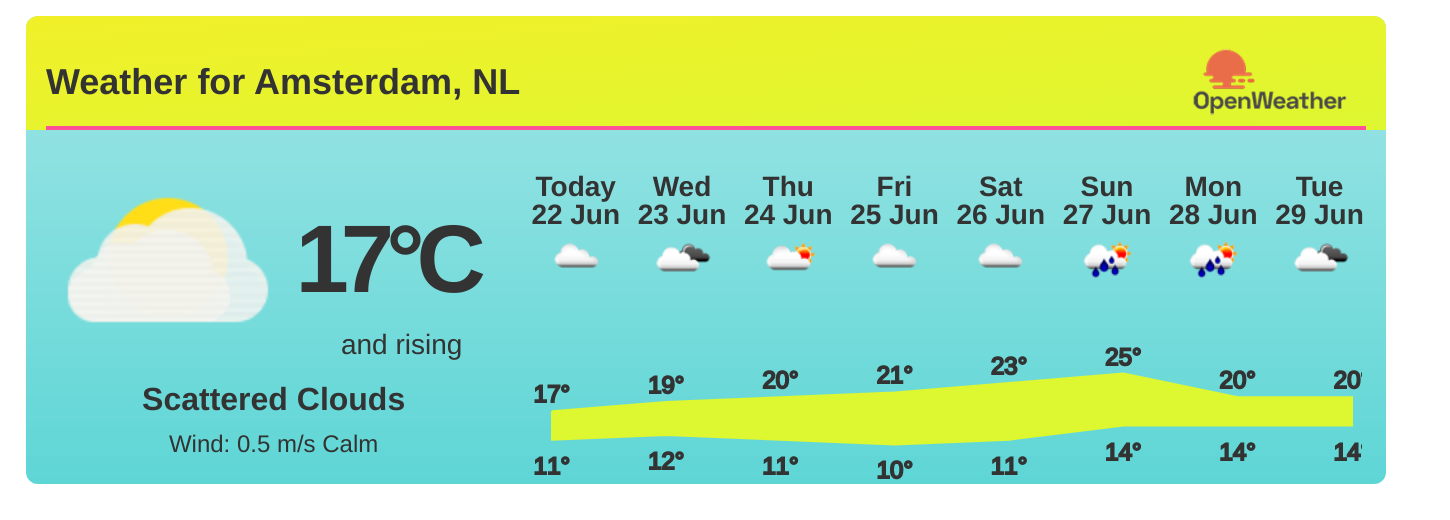 Weather for Amsterdam, NL
OpenWeather
17°C
and rising
Scattered Clouds
Wind: 0.5 m/s Calm
Today Wed Thu Fri Sat Sun Mon Tue
22 Jun 23 Jun 24 Jun 25 Jun 26 Jun 27 Jun 28 Jun 29 Jun
17° 19° 20° 21° 23° 25° 20° 20°
11° 12° 11° 10° 11° 14° 14° 14°